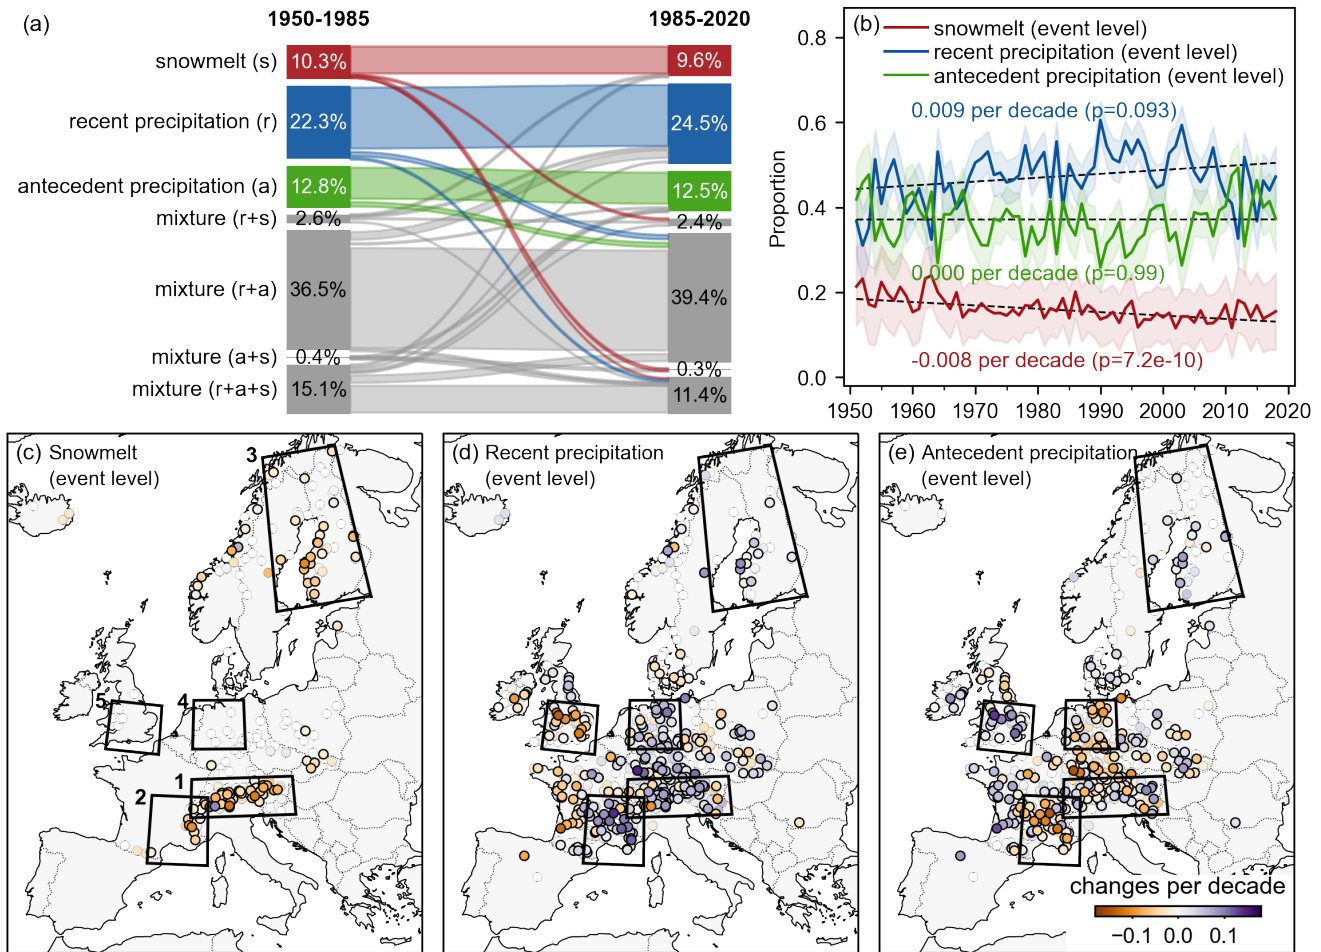 (a)
1950-1985
1985-2020
snowmelt (s)
10.3%
9.6%
recent precipitation (r)
22.3%
24.5%
antecedent precipitation (a)
12.8%
12.5%
mixture (r+s)
2.6%
2.4%
mixture (r+a)
36.5%
39.4%
mixture (a+s)
0.4%
0.3%
mixture (r+a+s)
15.1%
11.4%
(b)
snowmelt (event level)
recent precipitation (event level)
antecedent precipitation (event level)
0.009 per decade (p=0.093)
0.000 per decade (p=0.99)
-0.008 per decade (p=7.2e-10)
Proportion
0.8
0.6
0.4
0.2
0.0
1950 1960 1970 1980 1990 2000 2010 2020
(c) Snowmelt
(event level)
3
5
4
1
2
(d) Recent precipitation
(event level)
(e) Antecedent precipitation
(event level)
changes per decade
−0.1 0.0 0.1